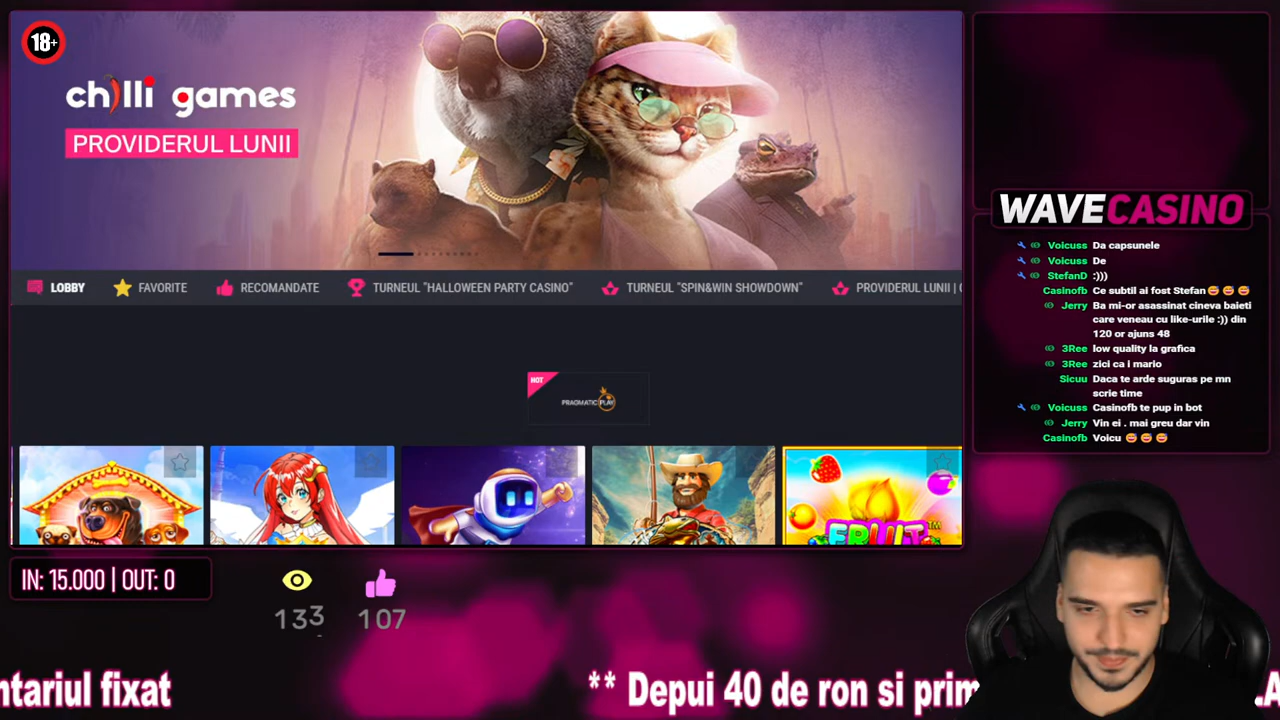 18+
chilli games
PROVIDERUL LUNII
LOBBY
FAVORITE
RECOMANDATE
TURNEUL "HALLOWEEN PARTY CASINO"
TURNEUL "SPIN&WIN SHOWDOWN"
PROVIDERUL LUNII |
HOT
PRAGMATIC PLAY
FRUIT™
IN: 15.000 | OUT: 0
133
107
WAVECASINO
Voicuss Da capsunele
Voicuss De
StefanD :)))
Casinofb Ce subtil ai fost Stefan😅 😅 😅
Jerry Ba mi-or asasinat cineva baieti
care veneau cu like-urile :)) din
120 or ajuns 48
3Ree low quality la grafica
3Ree zici ca i mario
Sicuu Daca te arde suguras pe mn
scrie time
Voicuss Casinofb te pup in bot
Jerry Vin ei . mai greu dar vin
Casinofb Voicu 😅 😅 😅
ntariul fixat
** Depui 40 de ron si prim